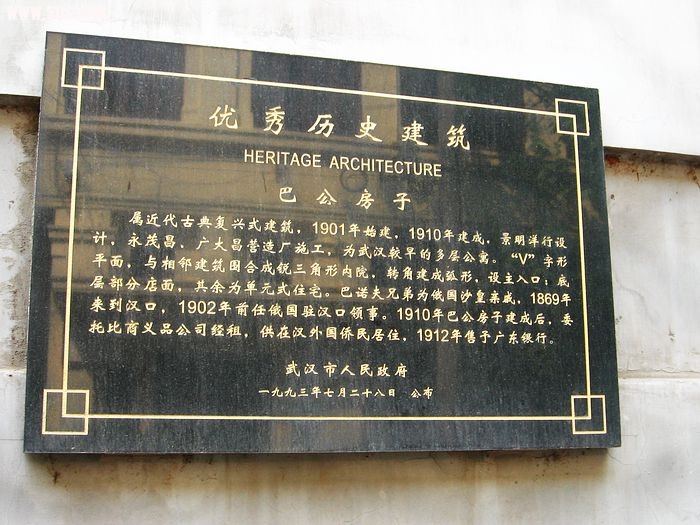 优秀历史建筑
HERITAGE ARCHITECTURE
巴公房子
属近代古典复兴式建筑，1901年始建，1910年建成，景明洋行设
计，永茂昌、广大昌营造厂施工，为武汉较早的多层公寓。“V”字形
平面，与相邻建筑围合成锐三角形内院，转角建成弧形，设主入口；底
层部分店面，其余为单元式住宅。巴诺夫兄弟为俄国沙皇亲戚，1869年
来到汉口，1902年前任俄国驻汉口领事。1910年巴公房子建成后，委
托比商义品公司经租，供在汉外国侨民居住，1912年售于广东银行。
武汉市人民政府
一九九三年七月二十八日 公布